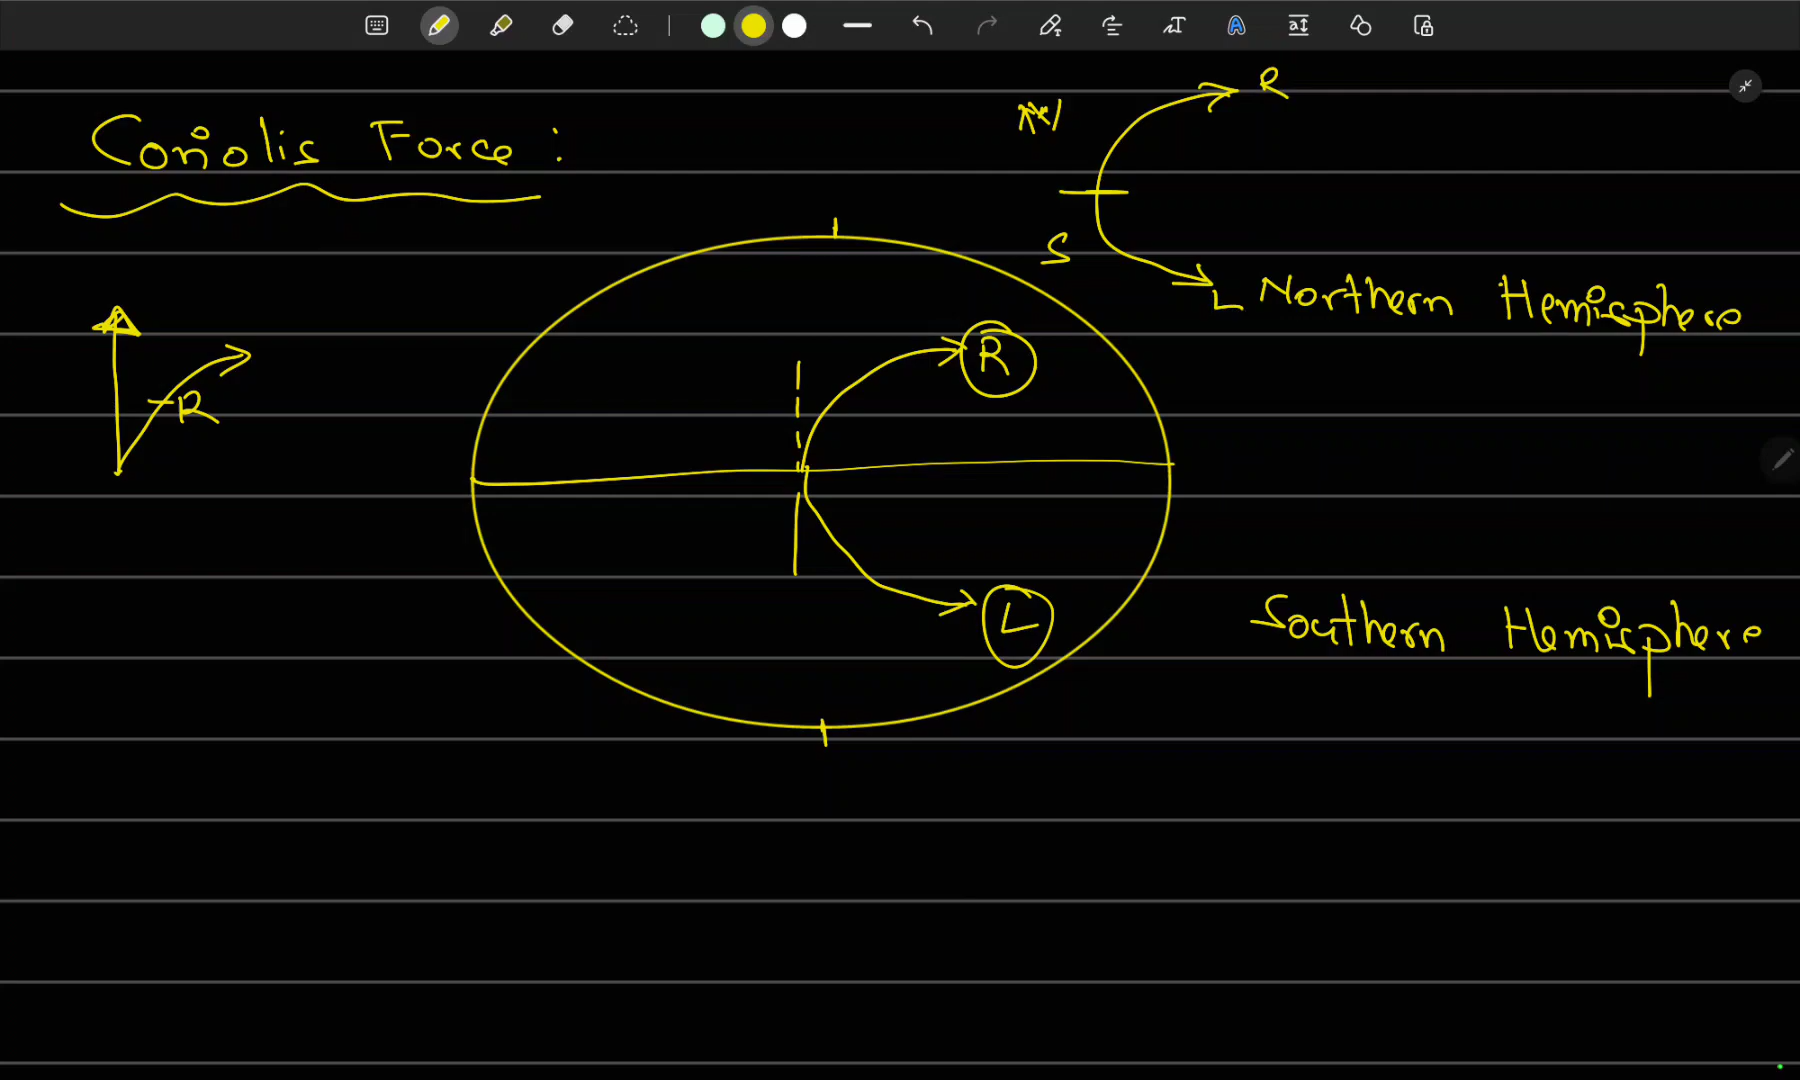 Coriolis Force :
R
S
L Northern Hemisphere
R
R
L
Southern Hemisphere